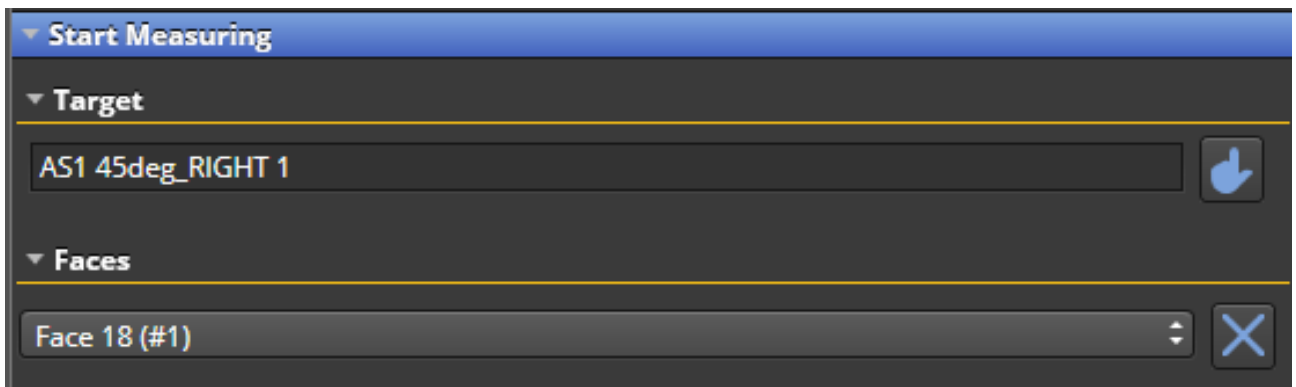 Start Measuring
Target
AS1 45deg_RIGHT 1
Faces
Face 18 (#1)